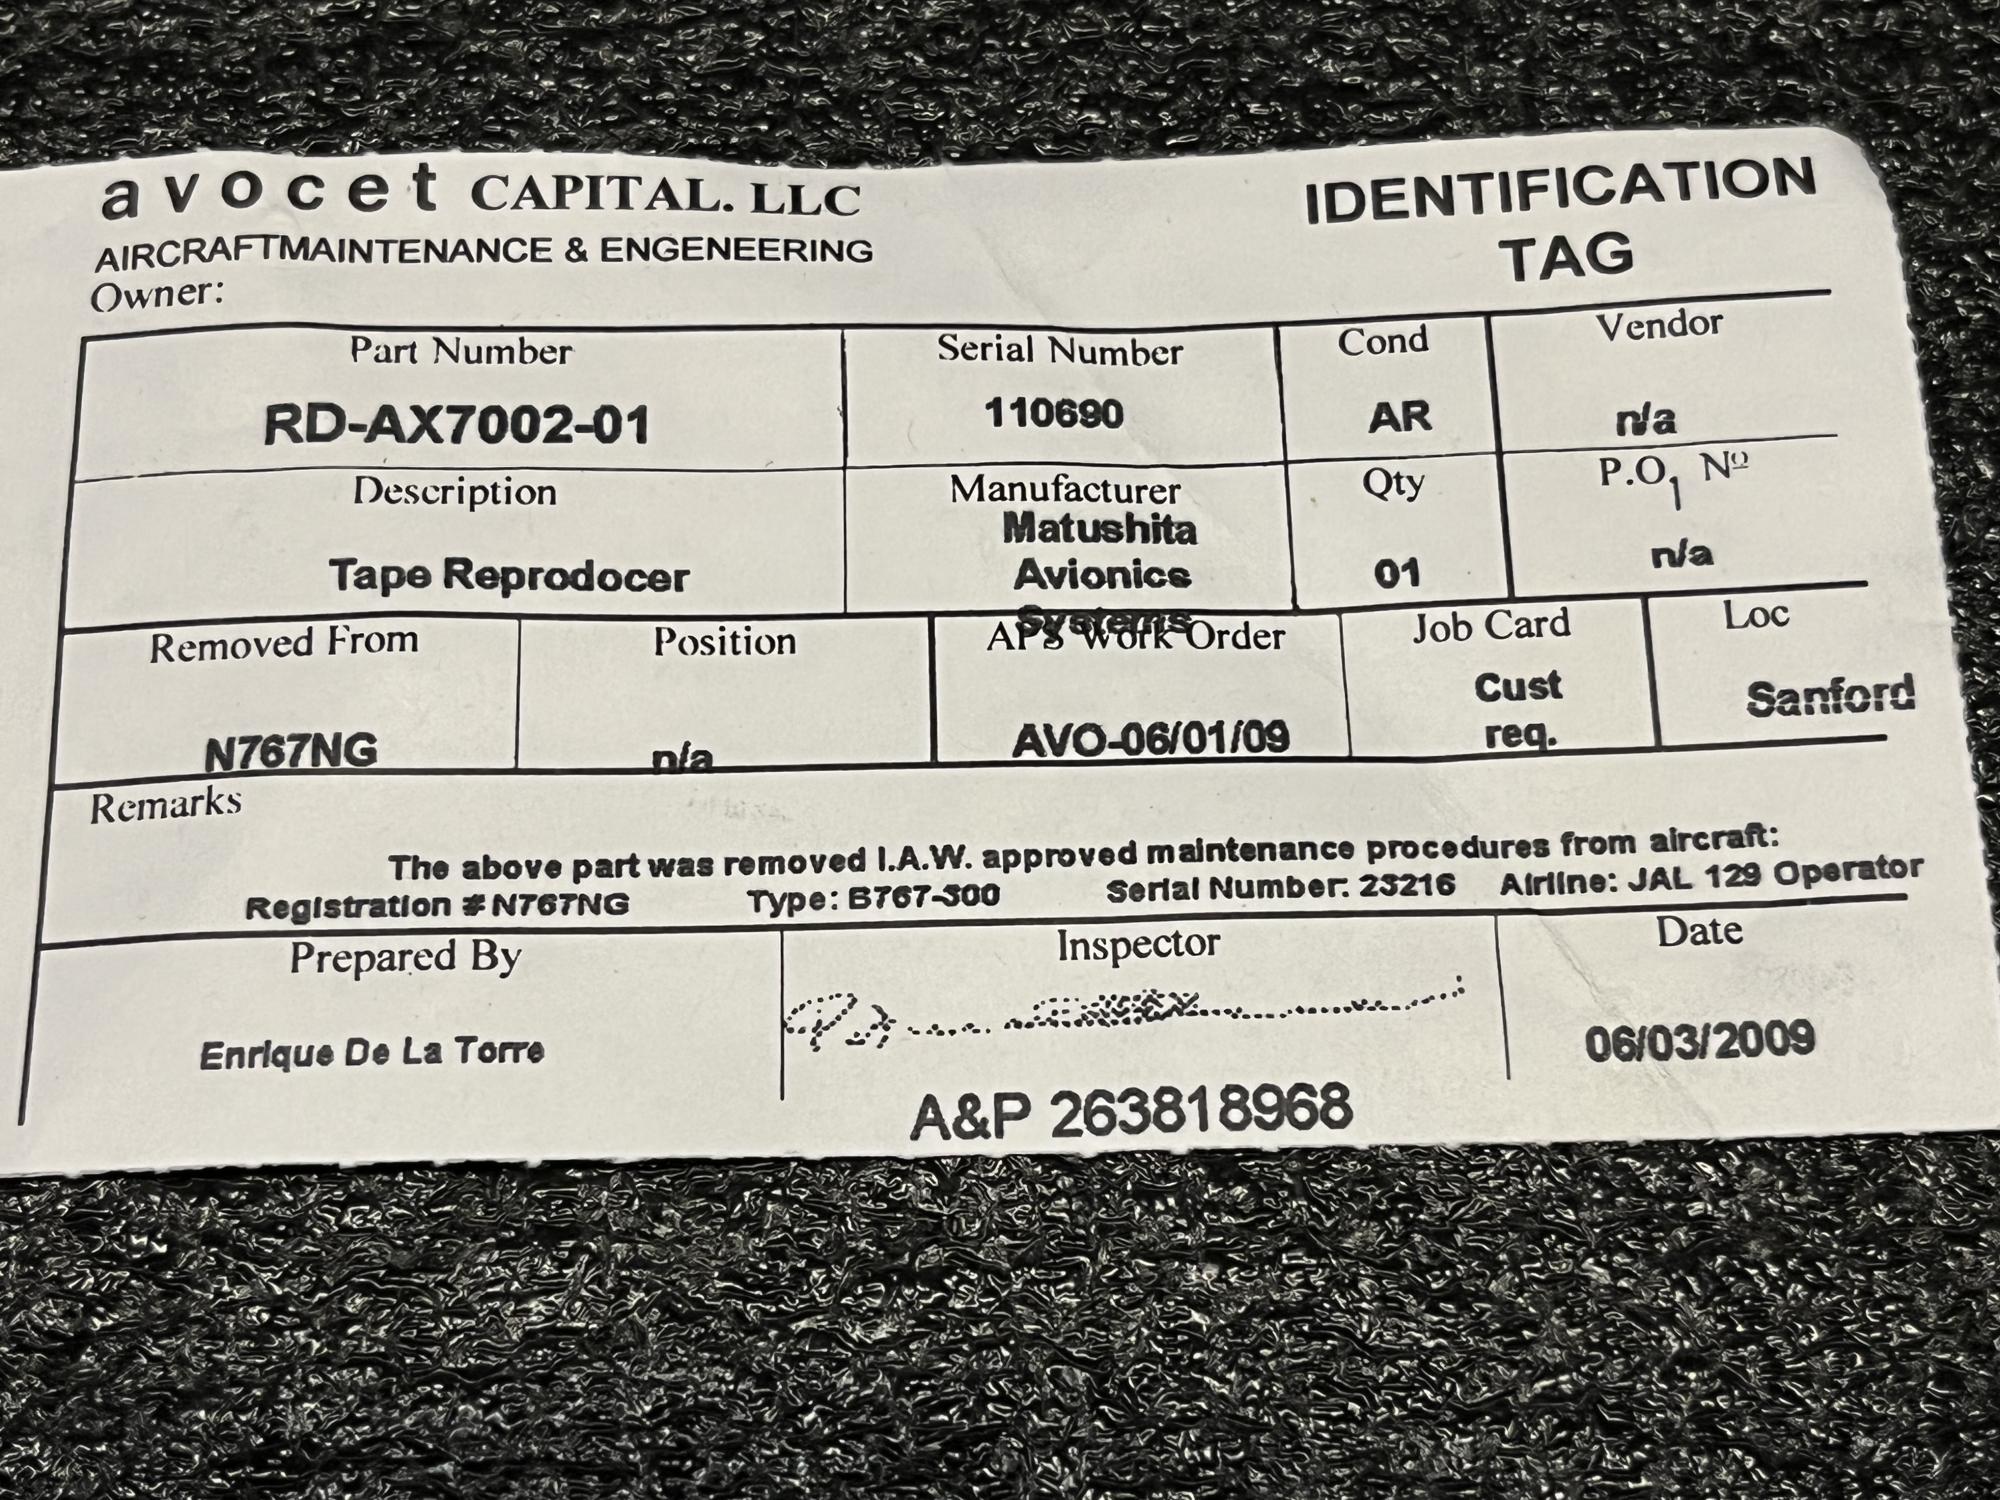 avocet CAPITAL. LLC
IDENTIFICATION
TAG
AIRCRAFTMAINTENANCE & ENGENEERING
Owner:
Part Number
Serial Number
Cond
Vendor
RD-AX7002-01
110690
AR
n/a
Description
Manufacturer
Qty
P.O, Nº
Tape Reprodocer
Matushita
Avionics
Systems
01
n/a
Removed From
Position
APS Work Order
Job Card
Loc
N767NG
n/a
AVO-06/01/09
Cust
req.
Sanford
Remarks
The above part was removed I.A.W. approved maintenance procedures from aircraft:
Registration # N767NG Type: B767-300 Serial Number: 23216 Airline: JAL 129 Operator
Prepared By
Inspector
Date
Enrique De La Torre
06/03/2009
A&P 263818968